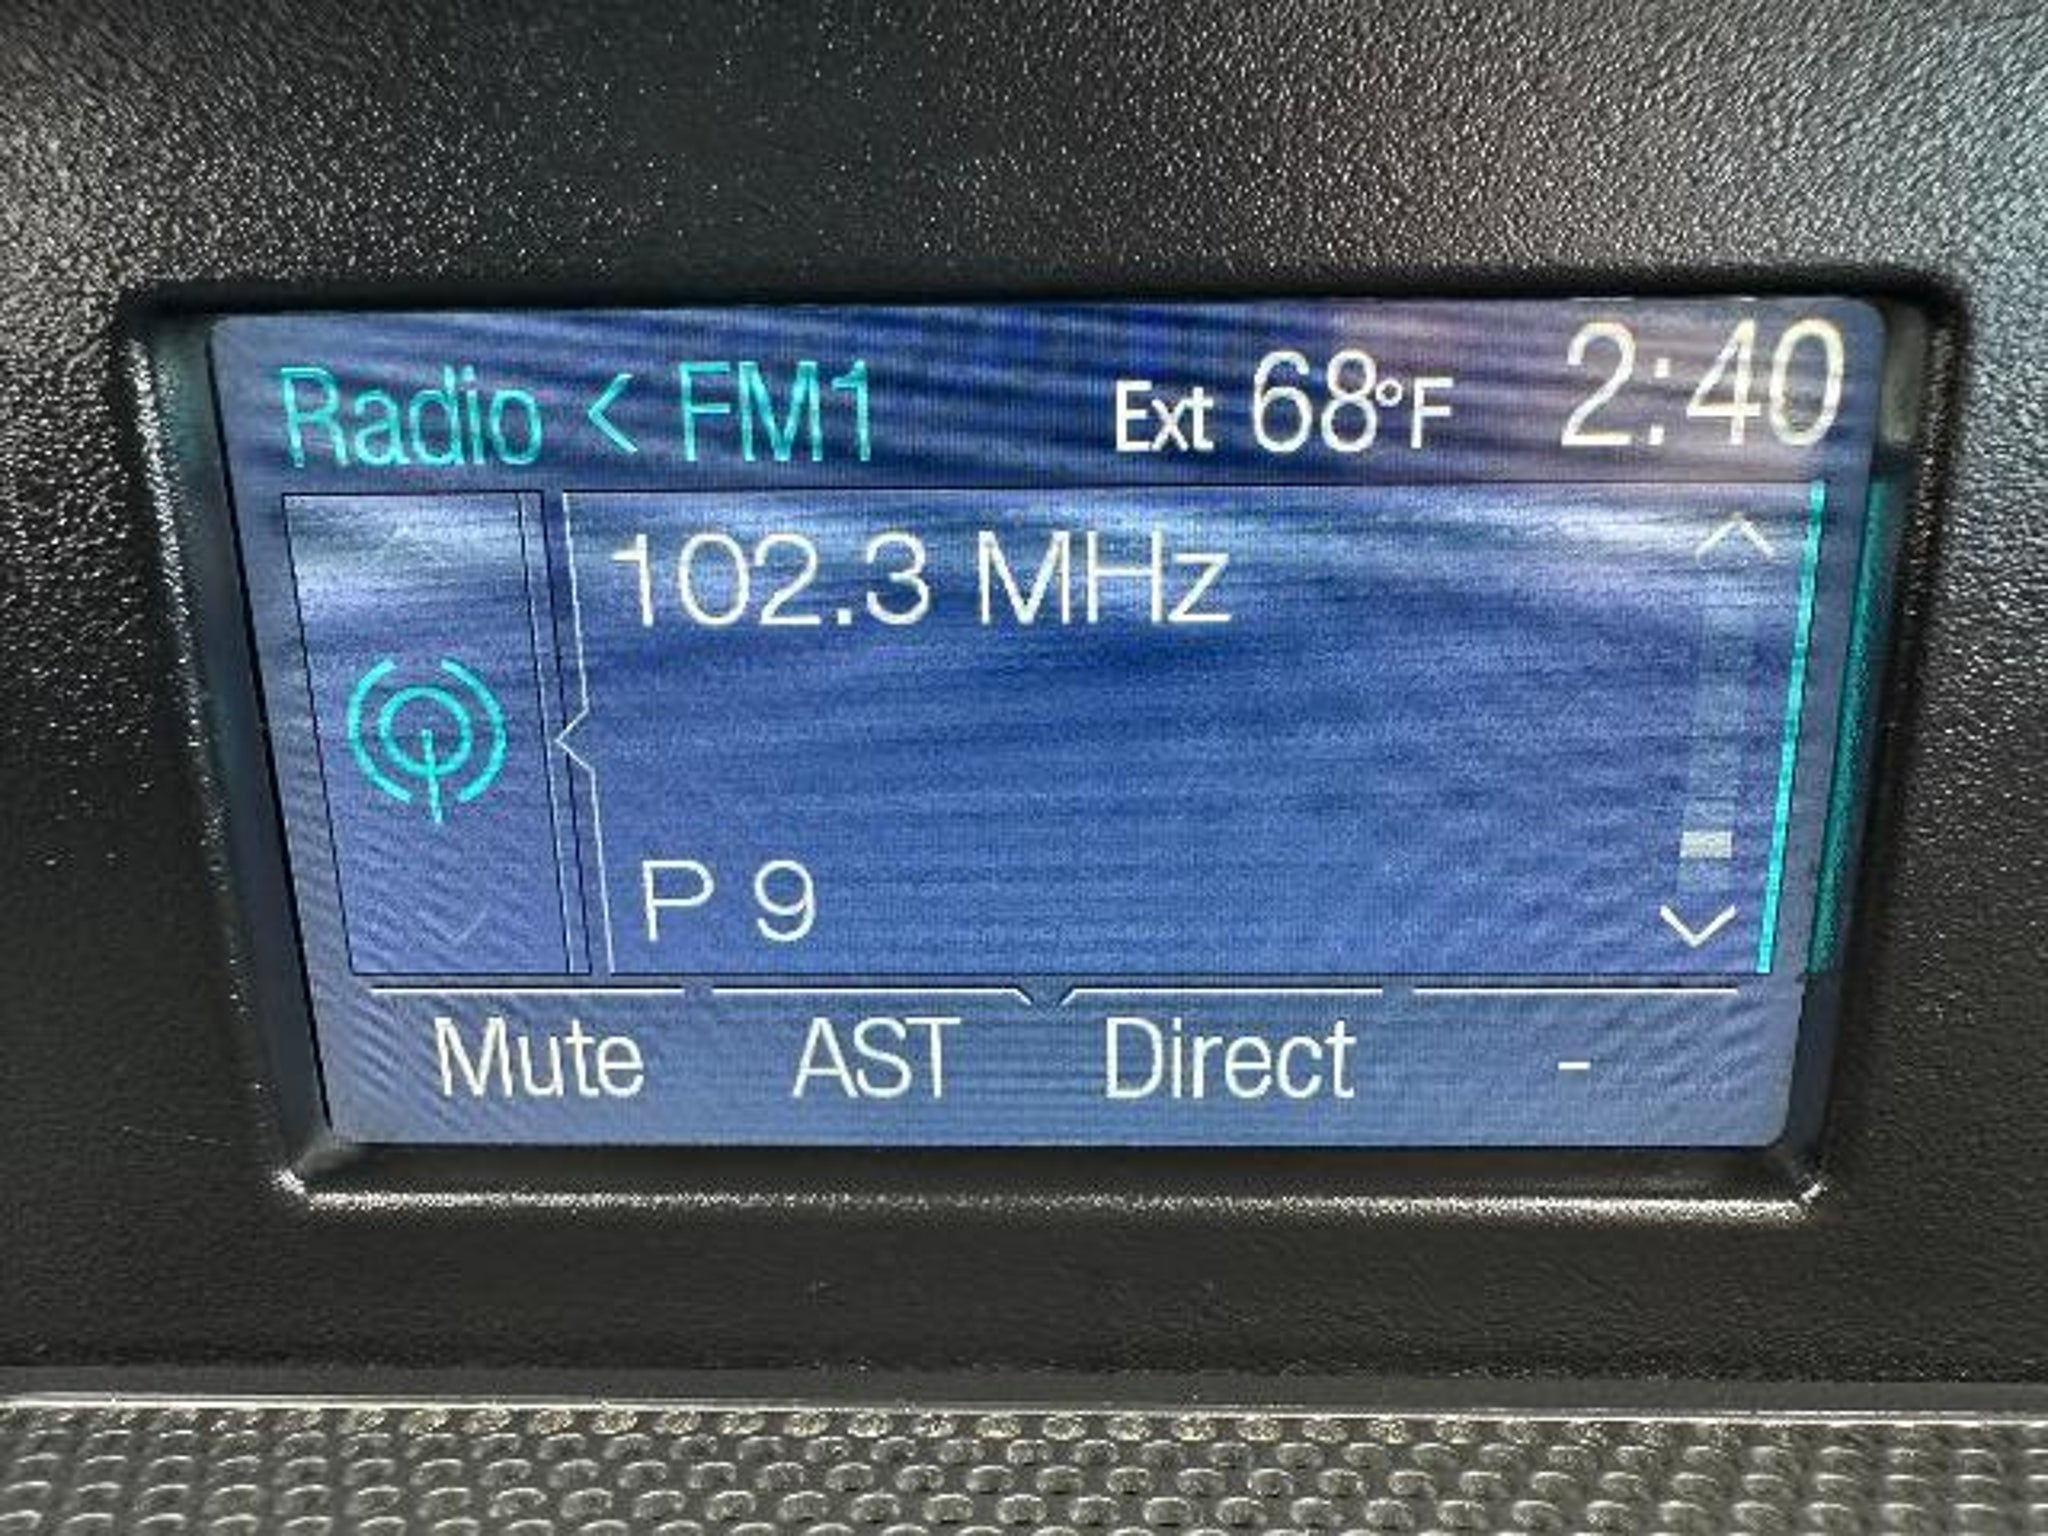 Radio < FM1 Ext 68°F 2:40
102.3 MHz
P 9
Mute AST Direct -